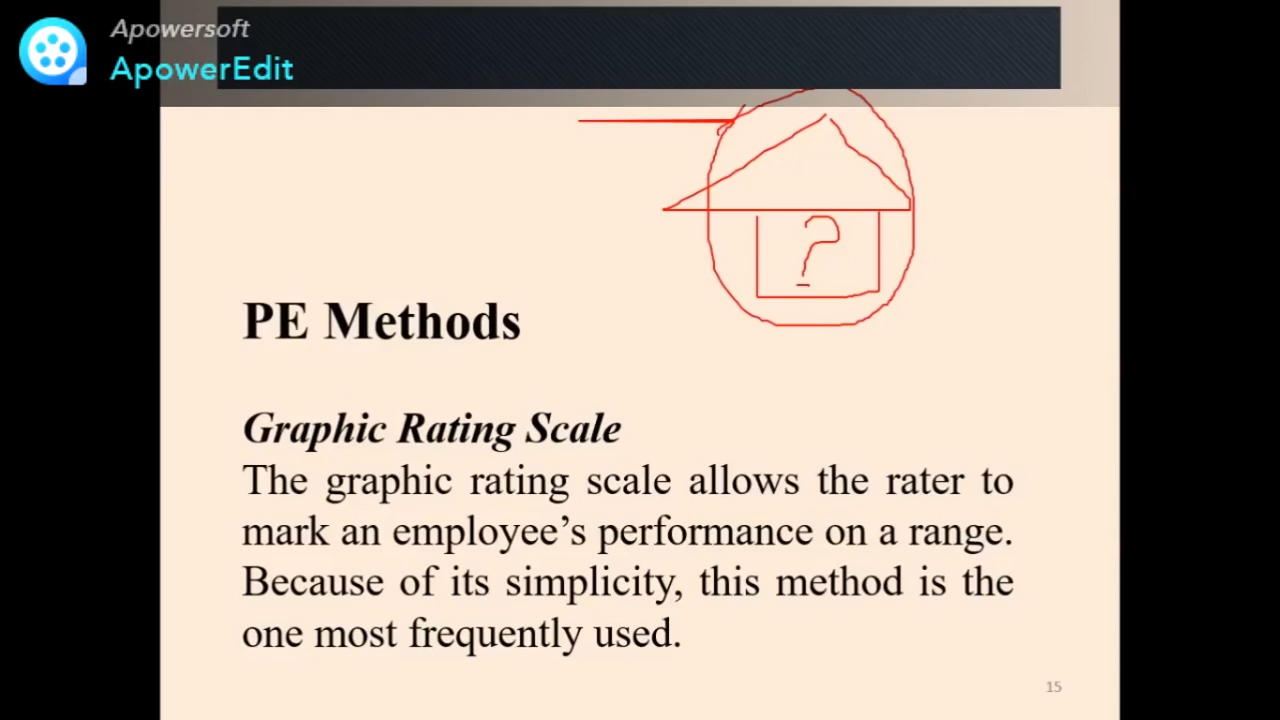 Apowersoft
ApowerEdit
?
PE Methods
Graphic Rating Scale
The graphic rating scale allows the rater to
mark an employee’s performance on a range.
Because of its simplicity, this method is the
one most frequently used.
15